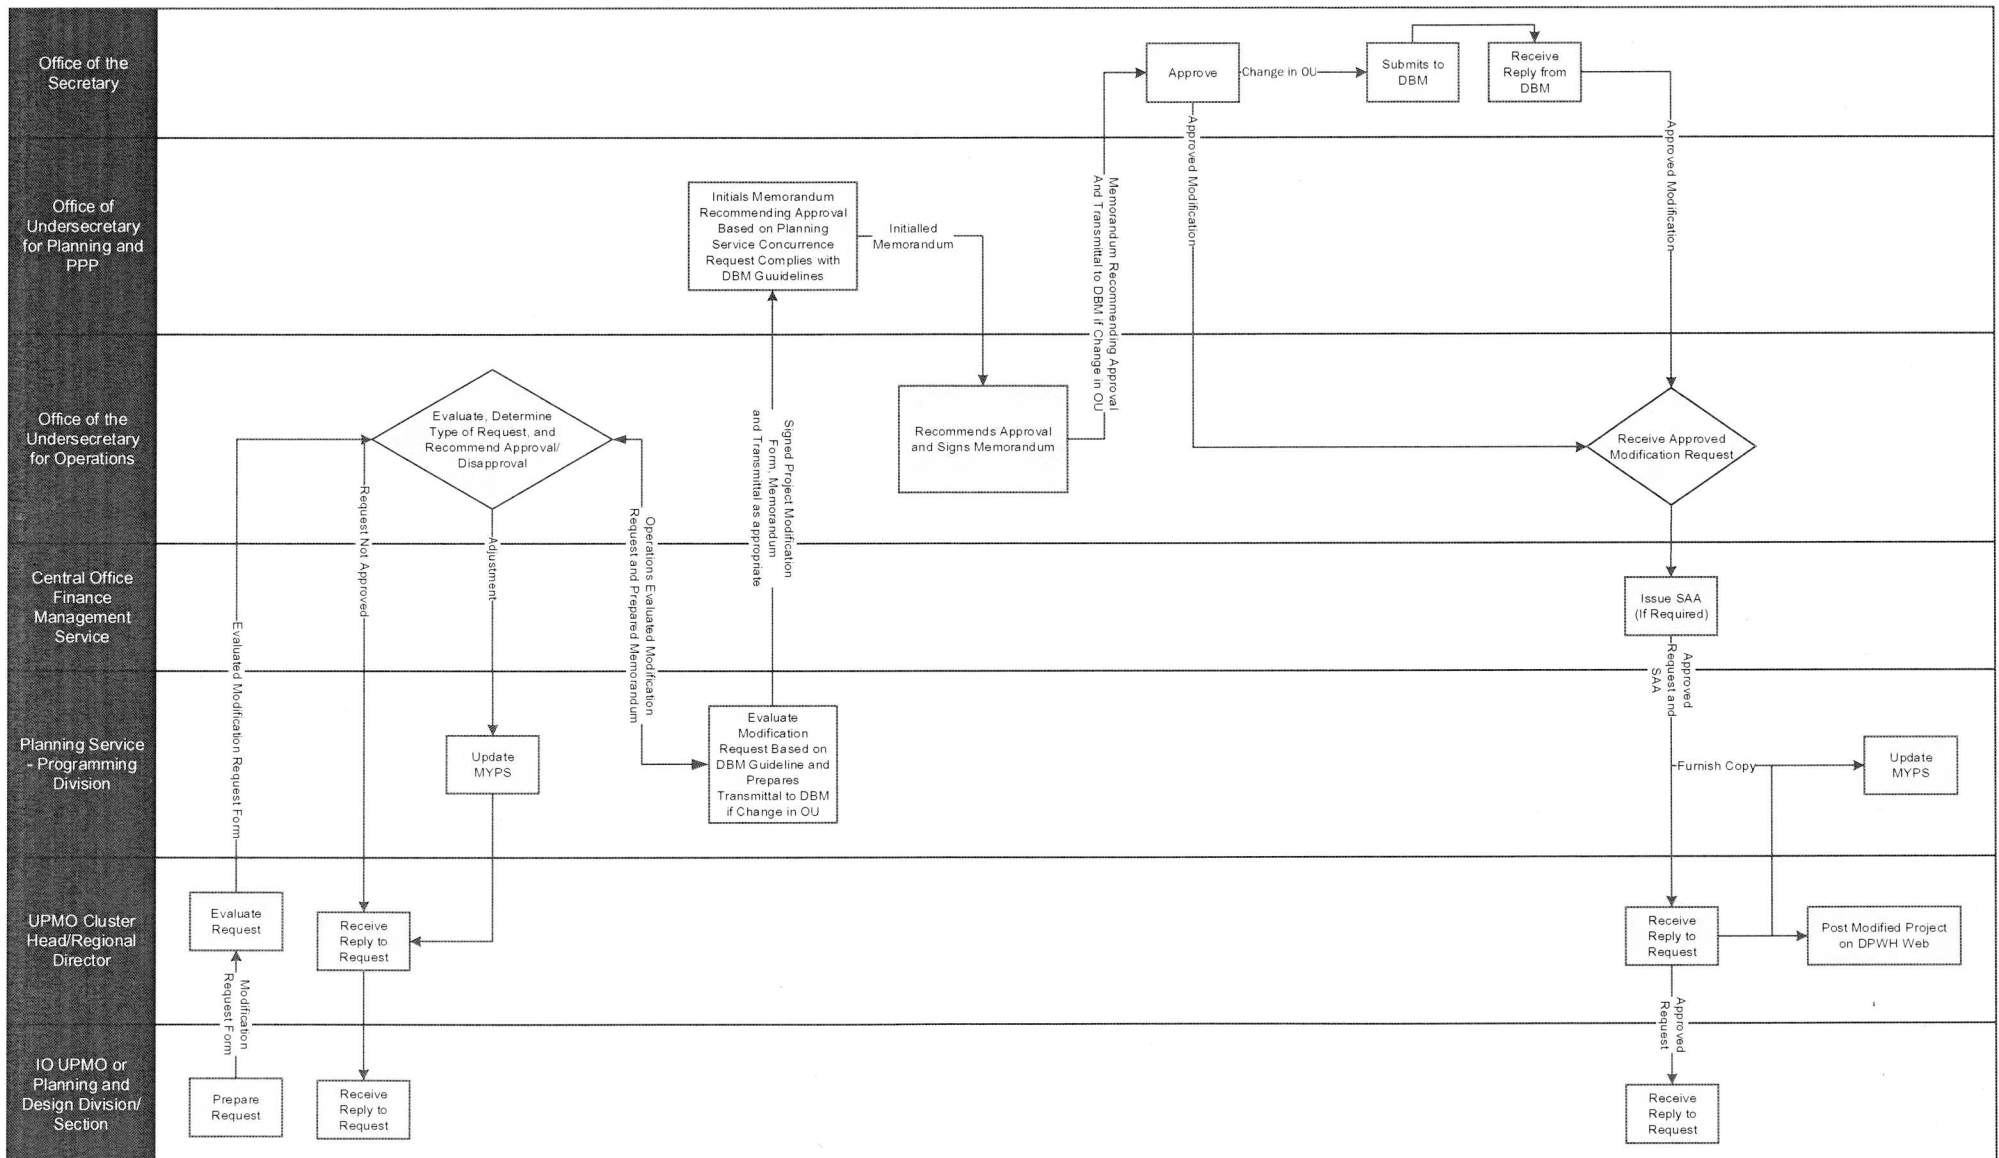 Office of the
Secretary
Approve
Change in OU
Submits to
DBM
Receive
Reply from
DBM
Approved Modification
Approved Modification
Office of
Undersecretary
for Planning and
PPP
Initials Memorandum
Recommending Approval
Based on Planning
Service Concurrence
Request Complies with
DBM Guuidelines
Initialled
Memorandum
Memorandum Recommending Approval
And Transmittal to DBM if Change in OU
Office of the
Undersecretary
for Operations
Evaluate, Determine
Type of Request, and
Recommend Approval/
Disapproval
Signed Project Modification
Form, Memorandum
and Transmittal as appropriate
Recommends Approval
and Signs Memorandum
Receive Approved
Modification Request
Request Not Approved
Adjustment
Operations Evaluated Modification
Request and Prepared Memorandum
Central Office
Finance
Management
Service
Issue SAA
(If Required)
Evaluated Modification Request Form
Approved
Request and
SAA
Planning Service
- Programming
Division
Update
MYPS
Evaluate
Modification
Request Based on
DBM Guideline and
Prepares
Transmittal to DBM
if Change in OU
Furnish Copy
Update
MYPS
UPMO Cluster
Head/Regional
Director
Evaluate
Request
Receive
Reply to
Request
Receive
Reply to
Request
Post Modified Project
on DPWH Web
Modification
Request Form
Approved
Request
IO UPMO or
Planning and
Design Division/
Section
Prepare
Request
Receive
Reply to
Request
Receive
Reply to
Request